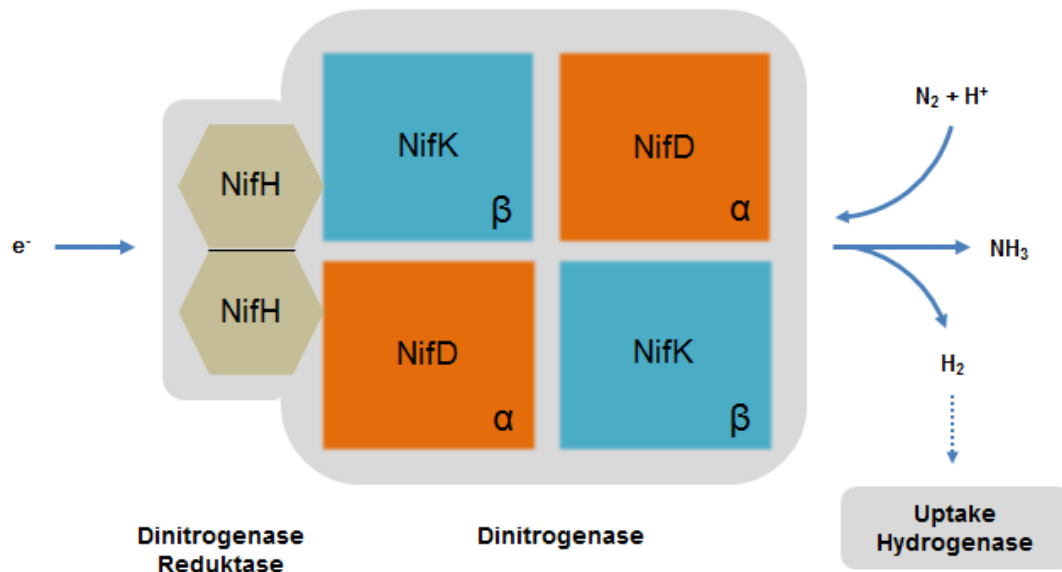 NifK
β
NifD
α
N₂ + H⁺
NifH
e⁻
NH₃
NifH
NifD
α
NifK
β
H₂
Dinitrogenase
Reduktase
Dinitrogenase
Uptake
Hydrogenase